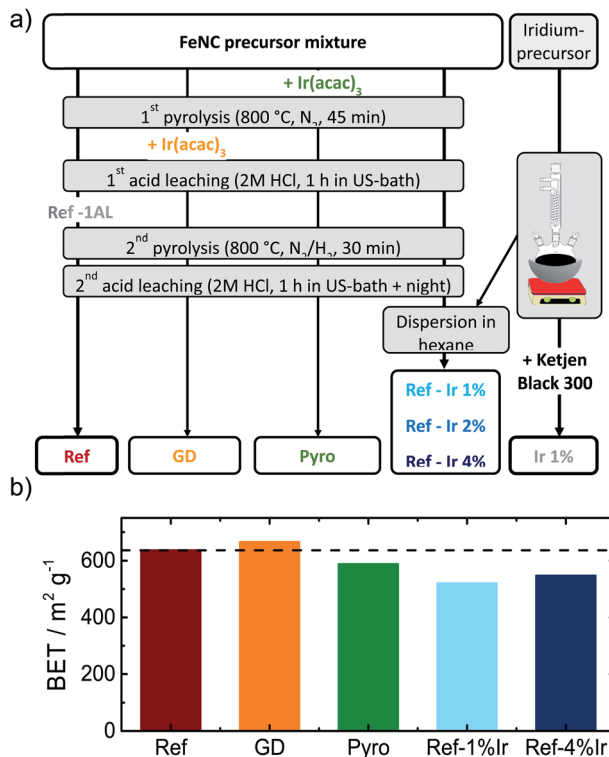 a)
FeNC precursor mixture
Iridium-
precursor
+ Ir(acac)3
1st pyrolysis (800 °C, N2, 45 min)
+ Ir(acac)3
1st acid leaching (2M HCl, 1 h in US-bath)
Ref -1AL
2nd pyrolysis (800 °C, N2/H2, 30 min)
2nd acid leaching (2M HCl, 1 h in US-bath + night)
Dispersion in
hexane
+ Ketjen
Black 300
Ref - Ir 1%
Ref - Ir 2%
Ref - Ir 4%
Ref
GD
Pyro
Ir 1%
b)
BET / m2 g-1
600
400
200
0
Ref
GD
Pyro
Ref-1%Ir
Ref-4%Ir